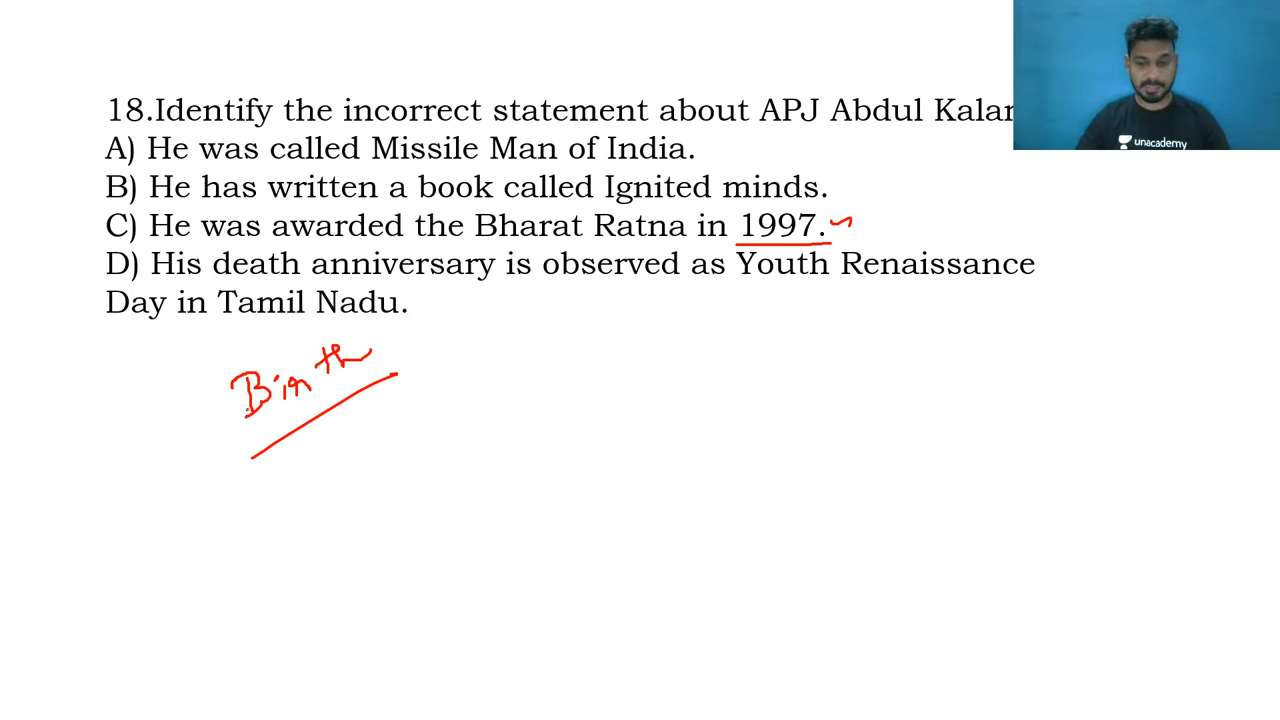 18.Identify the incorrect statement about APJ Abdul Kalam
A) He was called Missile Man of India.
B) He has written a book called Ignited minds.
C) He was awarded the Bharat Ratna in 1997.
D) His death anniversary is observed as Youth Renaissance
Day in Tamil Nadu.
Birth
unacademy